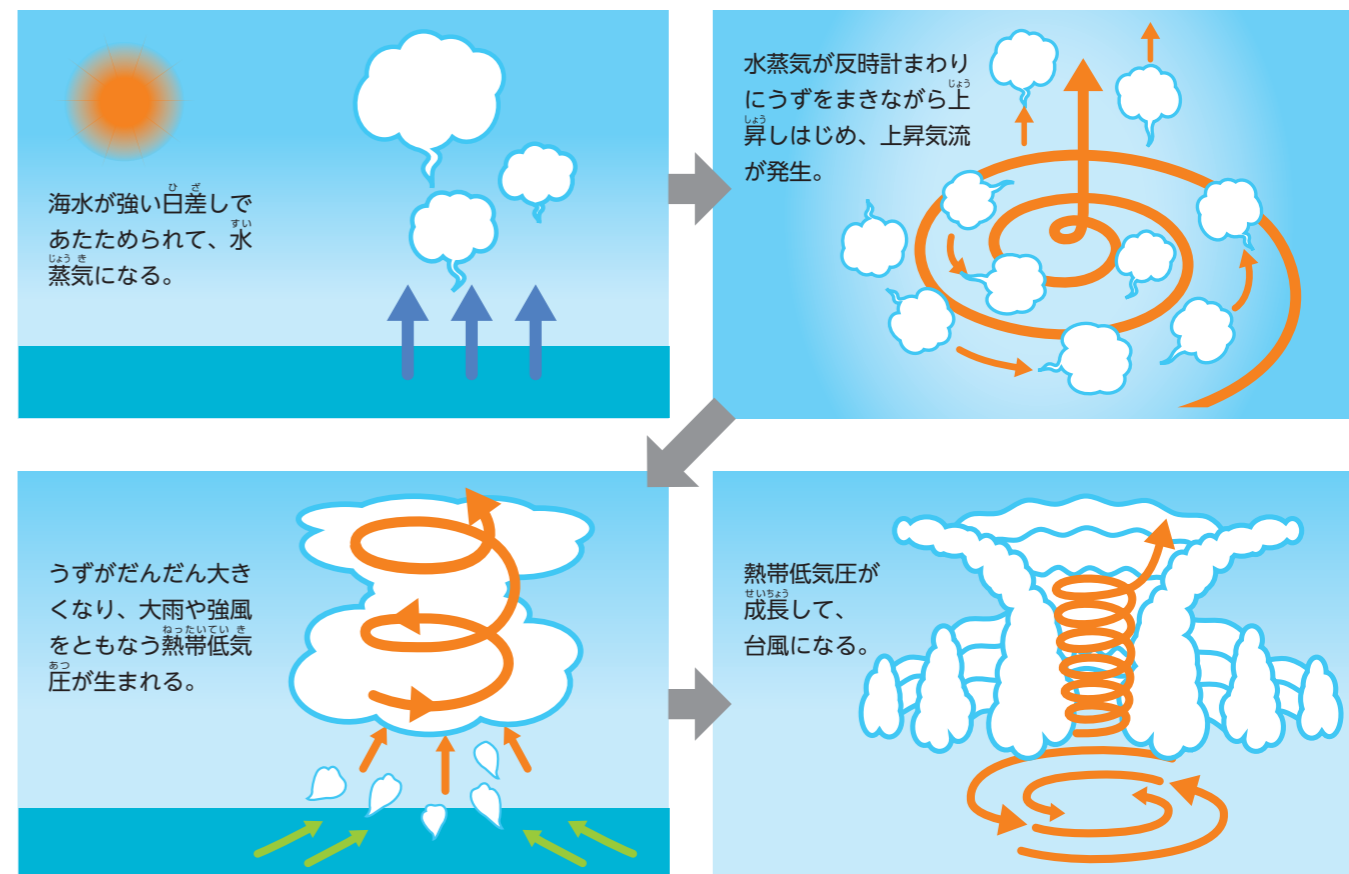 海水が強い日差しで
あたためられて、水
蒸気になる。
水蒸気が反時計まわり
にうずをまきながら上
昇しはじめ、上昇気流
が発生。
うずがだんだん大き
くなり、大雨や強風
をともなう熱帯低気
圧が生まれる。
熱帯低気圧が
成長して、
台風になる。